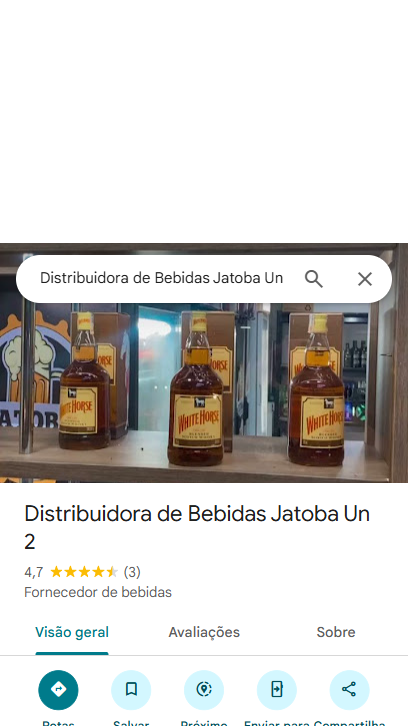 Distribuidora de Bebidas Jatoba Un
WHITE HORSE
WHITE HORSE
WHITE HORSE
Distribuidora de Bebidas Jatoba Un
2
4,7 (3)
Fornecedor de bebidas
Visão geral Avaliações Sobre
Rotas Salvar Próximo Enviar para Compartilha